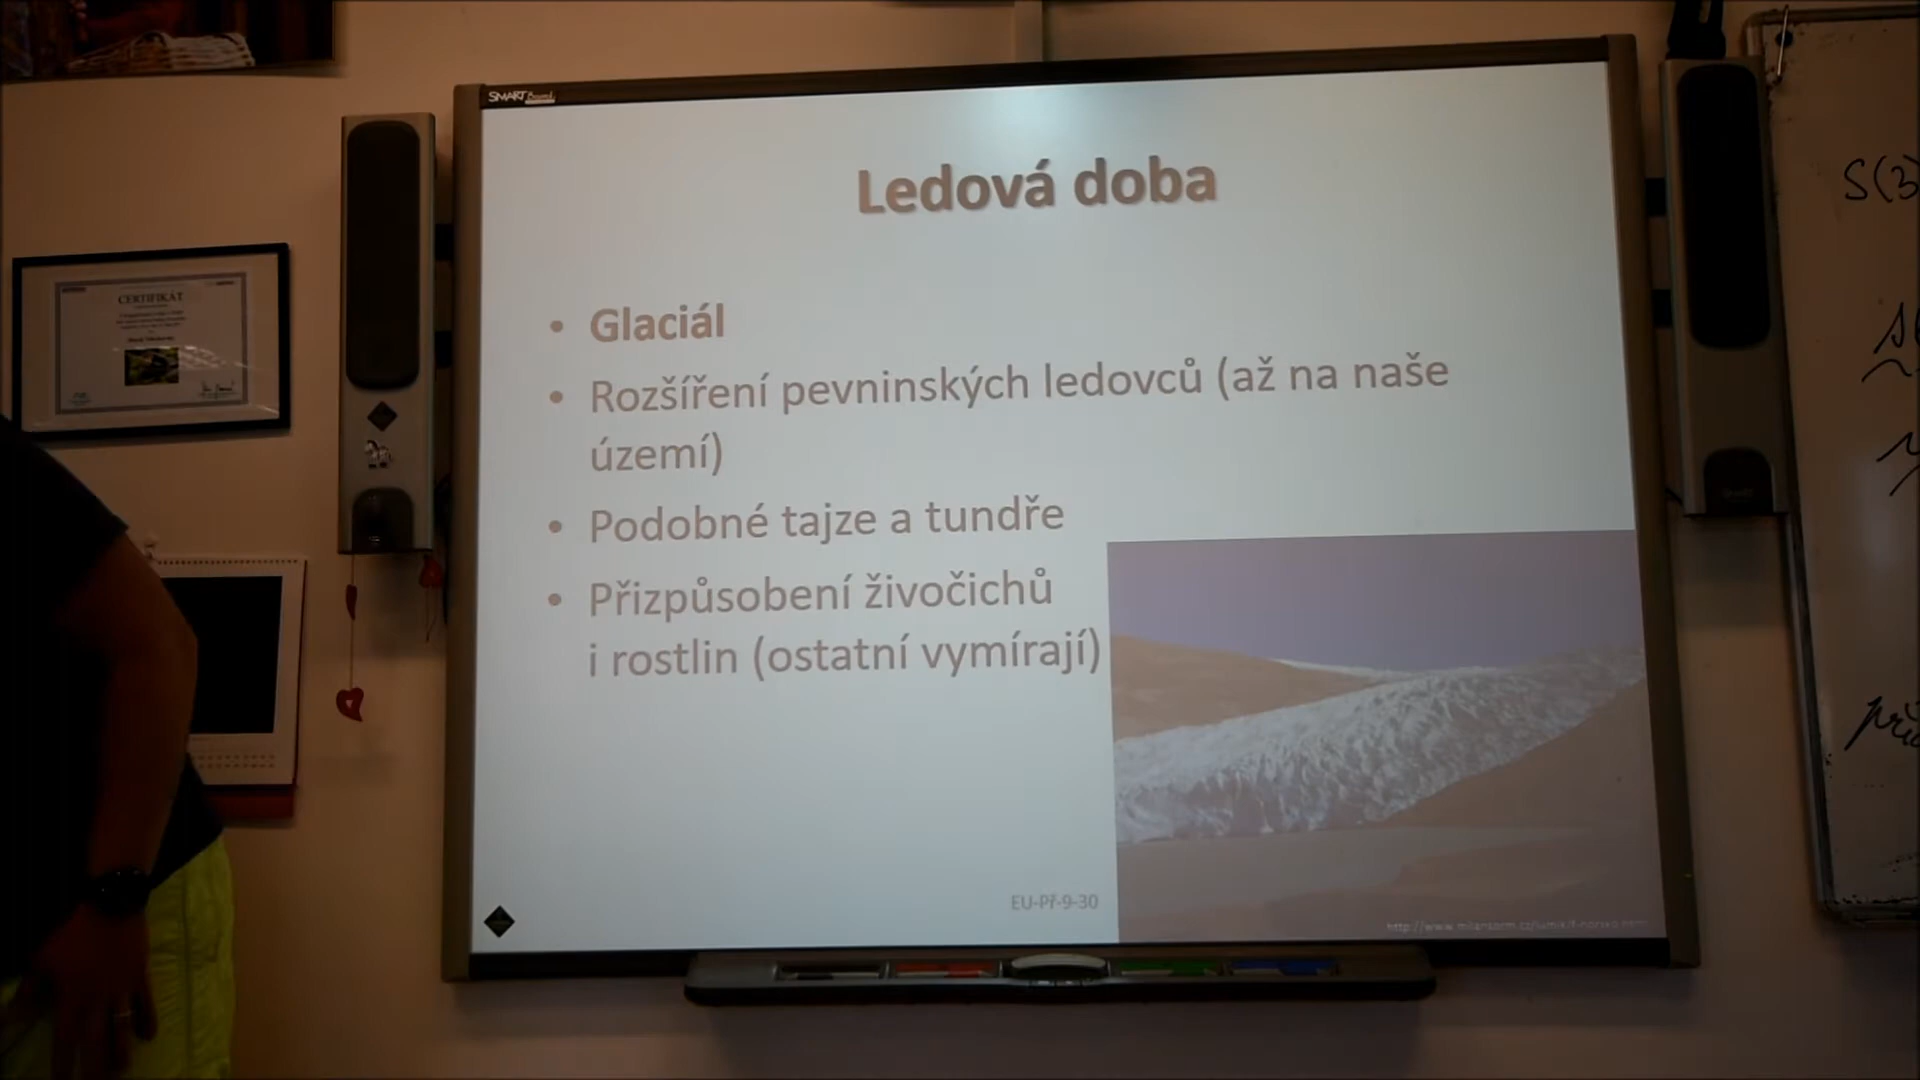 SMART Board
Ledová doba
• Glaciál
• Rozšíření pevninských ledovců (až na naše
území)
• Podobné tajze a tundře
• Přizpůsobení živočichů
i rostlin (ostatní vymírají)
EU-Př-9-30
CERTIFIKÁT
S(3